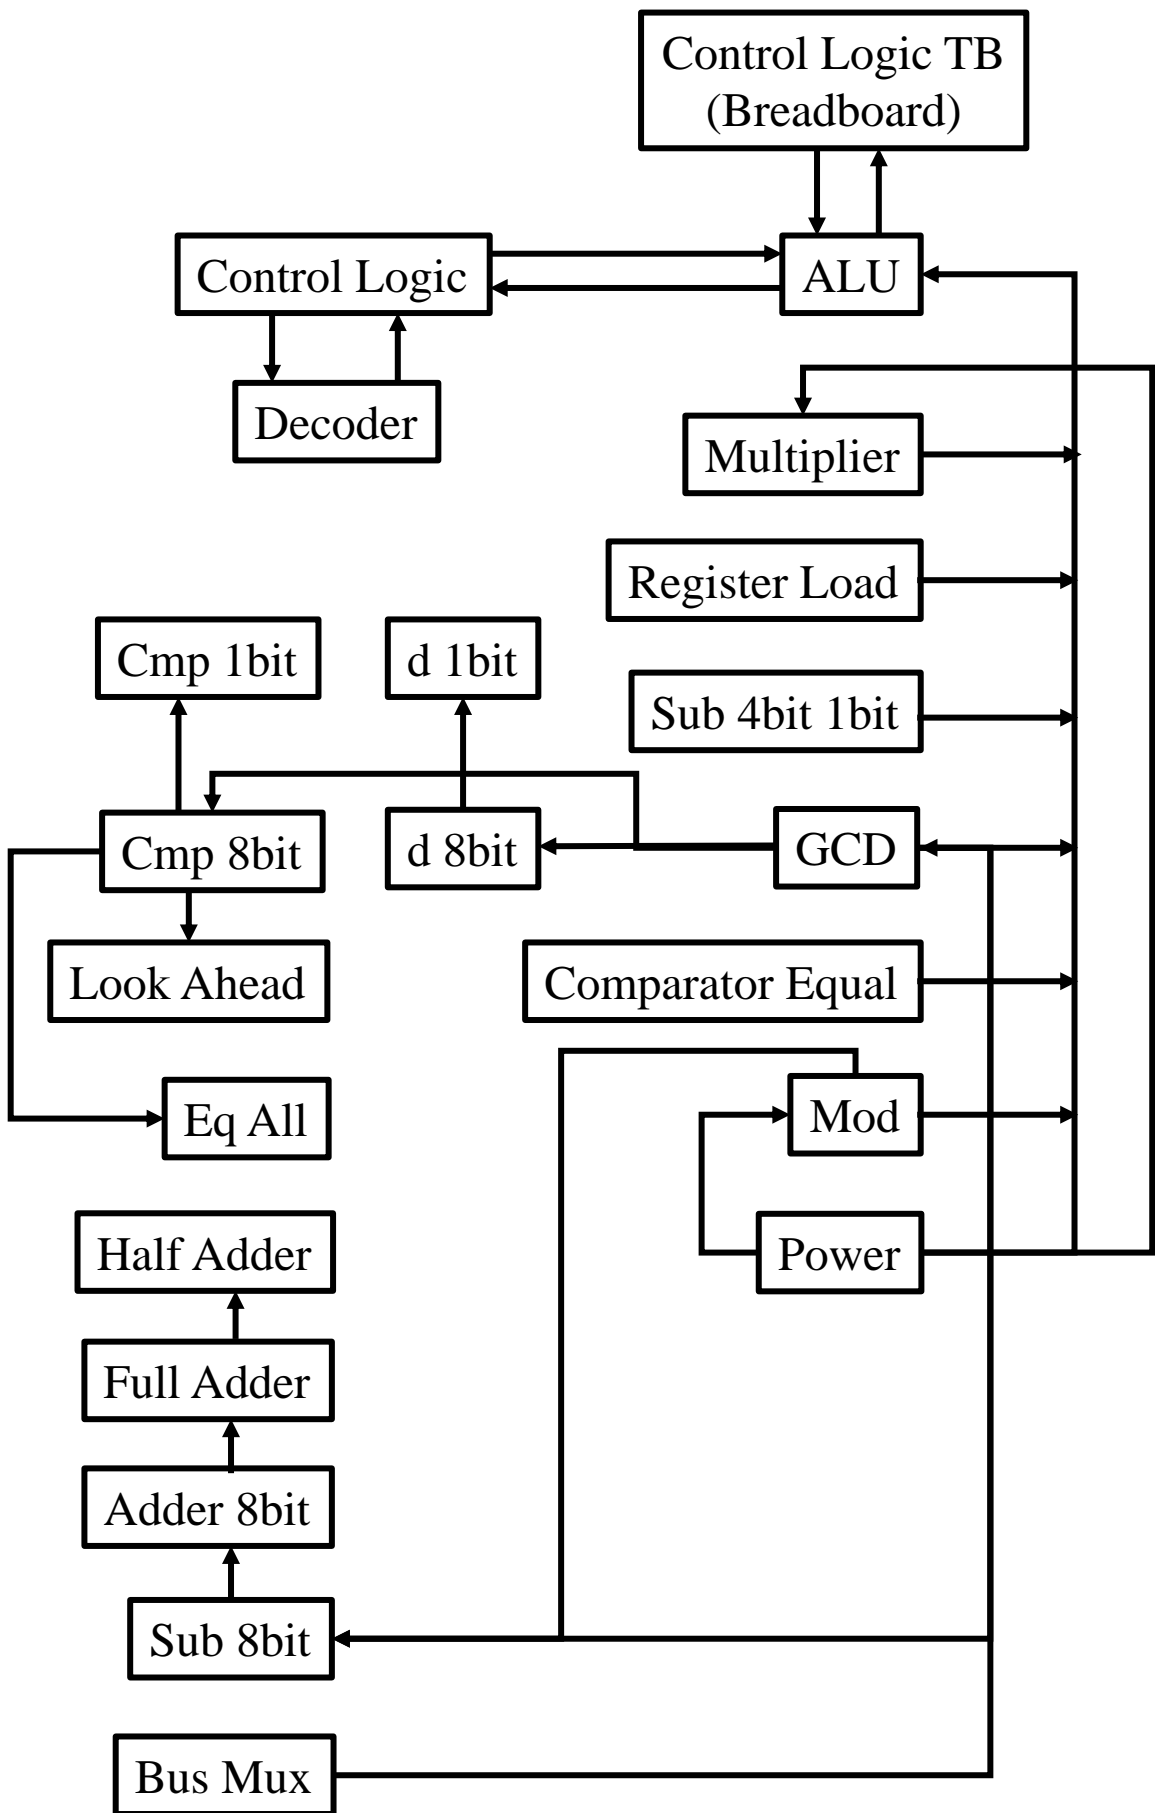 Control Logic TB
(Breadboard)
Control Logic
ALU
Decoder
Multiplier
Register Load
Cmp 1bit
d 1bit
Sub 4bit 1bit
Cmp 8bit
d 8bit
GCD
Look Ahead
Comparator Equal
Eq All
Mod
Half Adder
Power
Full Adder
Adder 8bit
Sub 8bit
Bus Mux